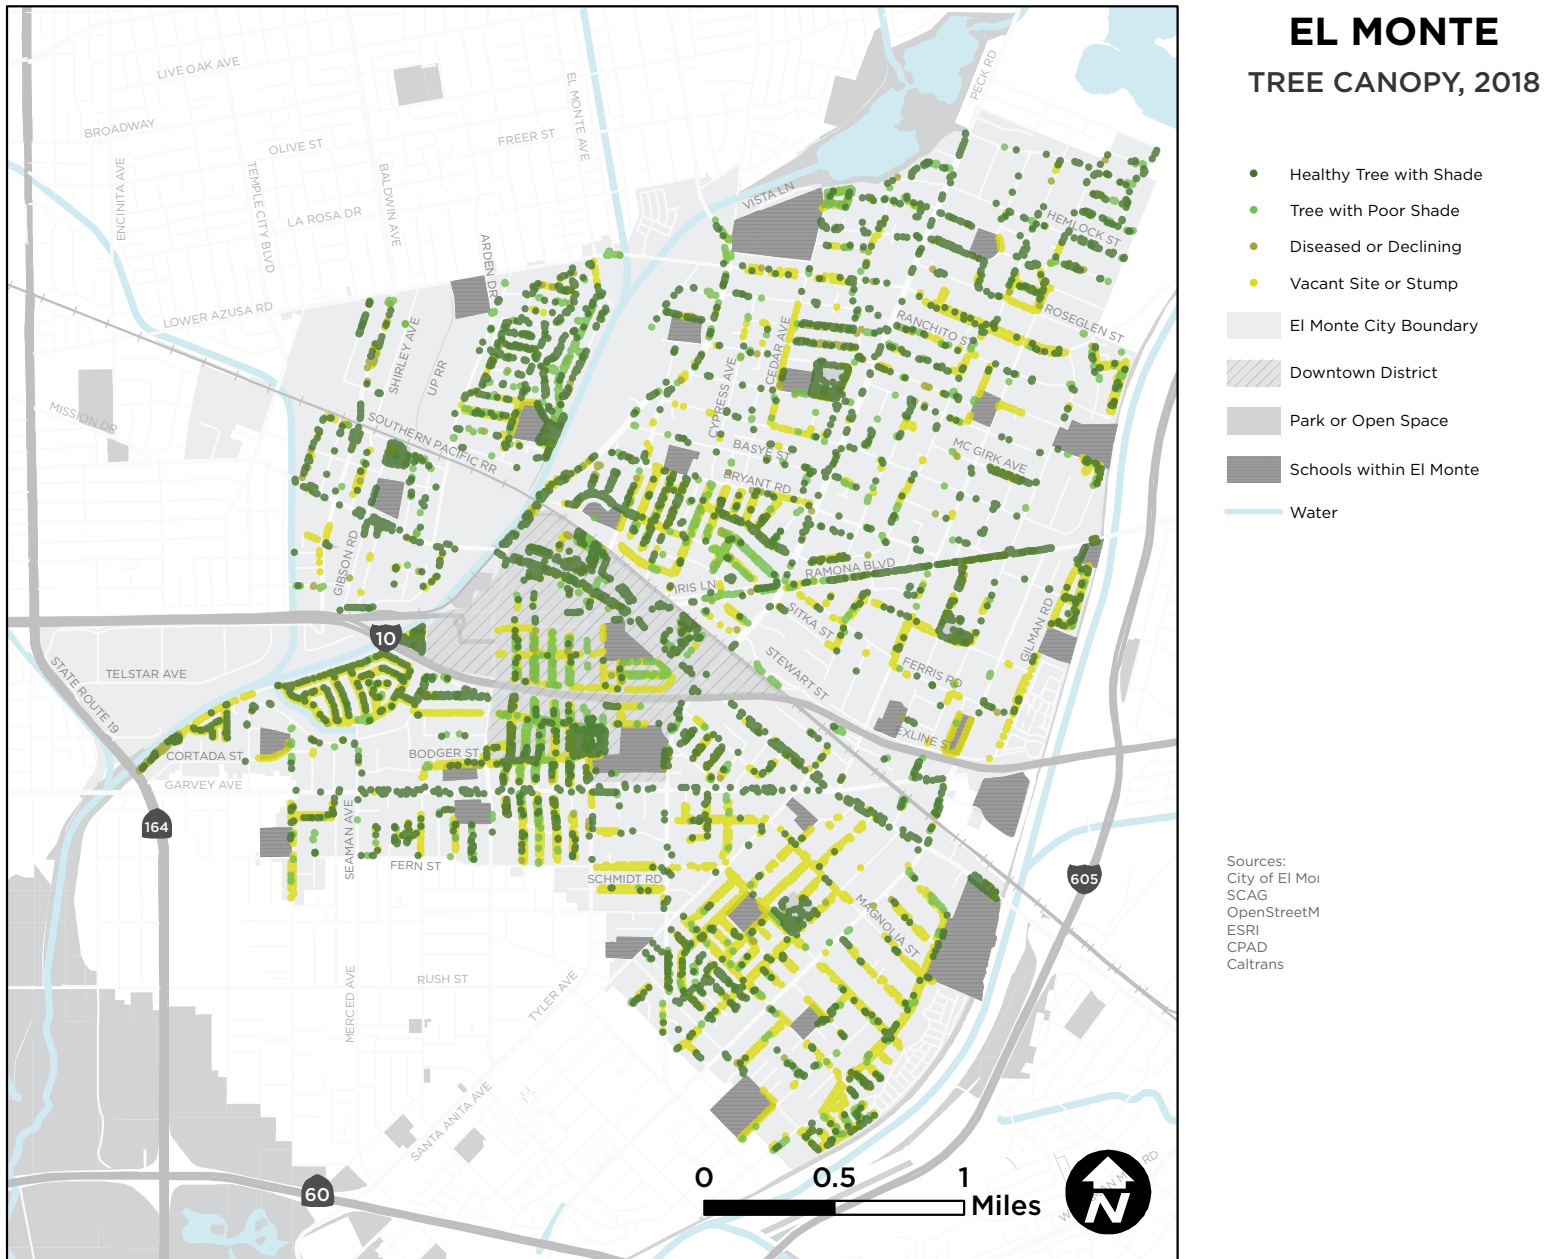 EL MONTE
TREE CANOPY, 2018
Healthy Tree with Shade
Tree with Poor Shade
Diseased or Declining
Vacant Site or Stump
El Monte City Boundary
Downtown District
Park or Open Space
Schools within El Monte
Water
Sources:
City of El Mo
SCAG
OpenStreetM
ESRI
CPAD
Caltrans
LIVE OAK AVE
BROADWAY
OLIVE ST
FREER ST
EL MONTE AVE
PECK RD
ENCINITA AVE
TEMPLE CITY BLVD
BALDWIN AVE
LA ROSA DR
VISTA LN
HEMLOCK ST
ARDEN DR
LOWER AZUSA RD
SHIRLEY AVE
UP RR
CEDAR AVE
RANCHITO ST
ROSEGLEN ST
MISSION DR
SOUTHERN PACIFIC RR
CYPRESS AVE
BASYE ST
MC GIRK AVE
BRYANT RD
GIBSON RD
IRIS LN
RAMONA BLVD
SITKA ST
GILMAN RD
10
TELSTAR AVE
STATE ROUTE 19
STEWART ST
FERRIS RD
EXLINE ST
CORTADA ST
BODGER ST
GARVEY AVE
164
SEAMAN AVE
FERN ST
SCHMIDT RD
605
MAGNOLIA ST
MERCED AVE
RUSH ST
TYLER AVE
SANTA ANITA AVE
60
0
0.5
1
Miles
N
RD